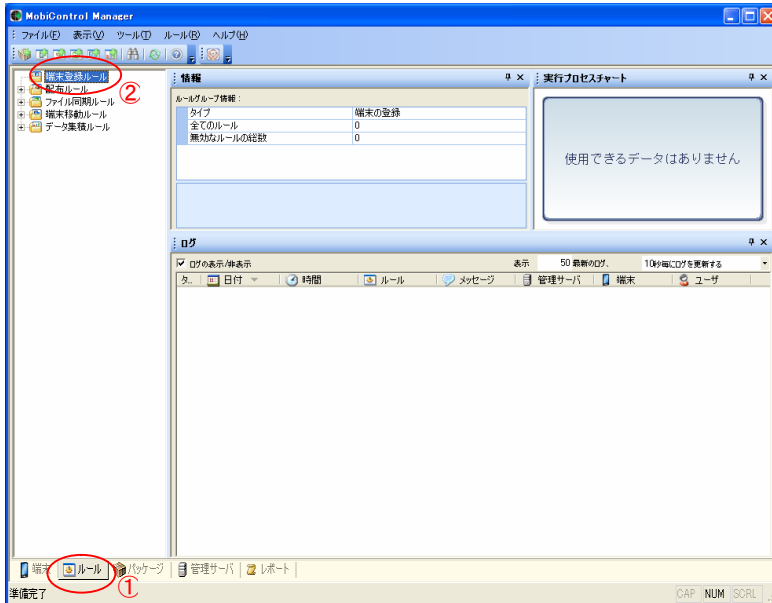 MobiControl Manager
ファイル(F) 表示(V) ツール(T) ルール(R) ヘルプ(H)
端末登録ルール
②
配布ルール
ファイル同期ルール
端末移動ルール
データ集積ルール
情報
ルールグループ情報:
タイプ 端末の登録
全てのルール 0
無効なルールの総数 0
実行プロセスチャート
使用できるデータはありません
ログ
ログの表示/非表示 表示 50 最新のログ. 10秒毎にログを更新する
タ.. 日付 時間 ルール メッセージ 管理サーバ 端末 ユーザ
端末 ルール パッケージ 管理サーバ レポート
①
準備完了 CAP NUM SCRL